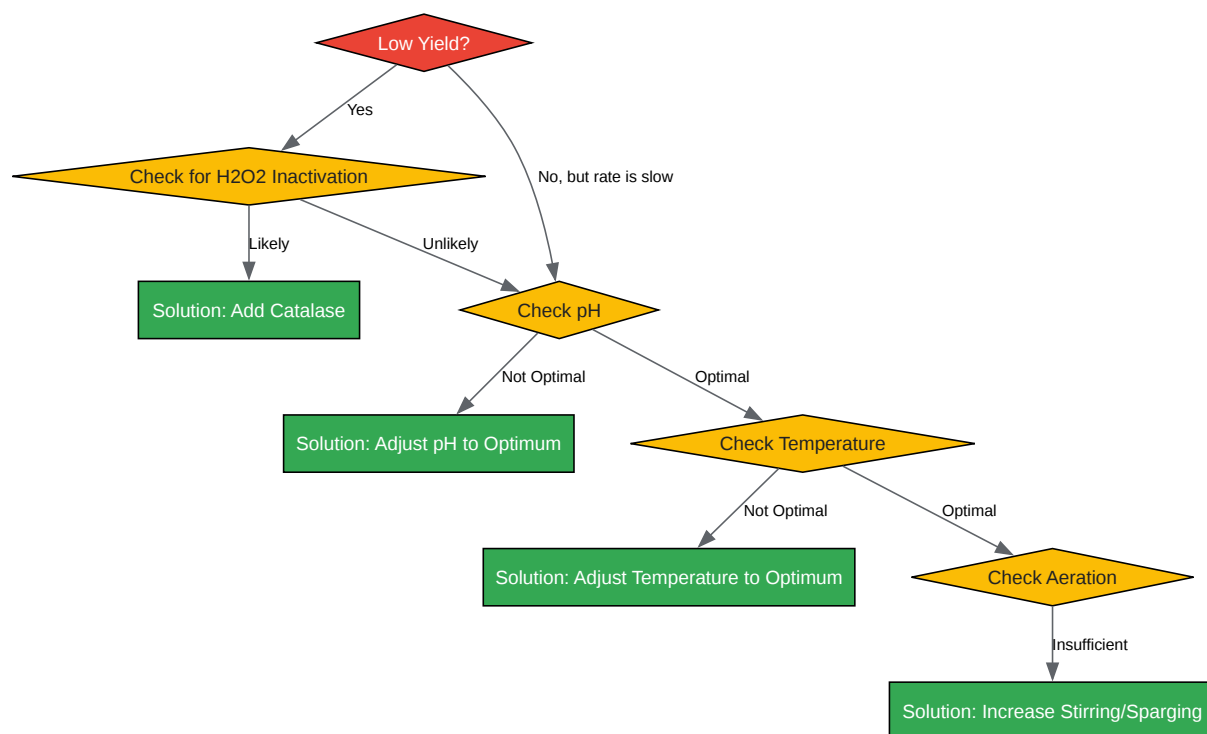 Low Yield?
Yes
No, but rate is slow
Check for H2O2 Inactivation
Likely
Unlikely
Solution: Add Catalase
Check pH
Not Optimal
Optimal
Solution: Adjust pH to Optimum
Check Temperature
Not Optimal
Optimal
Solution: Adjust Temperature to Optimum
Check Aeration
Insufficient
Solution: Increase Stirring/Sparging